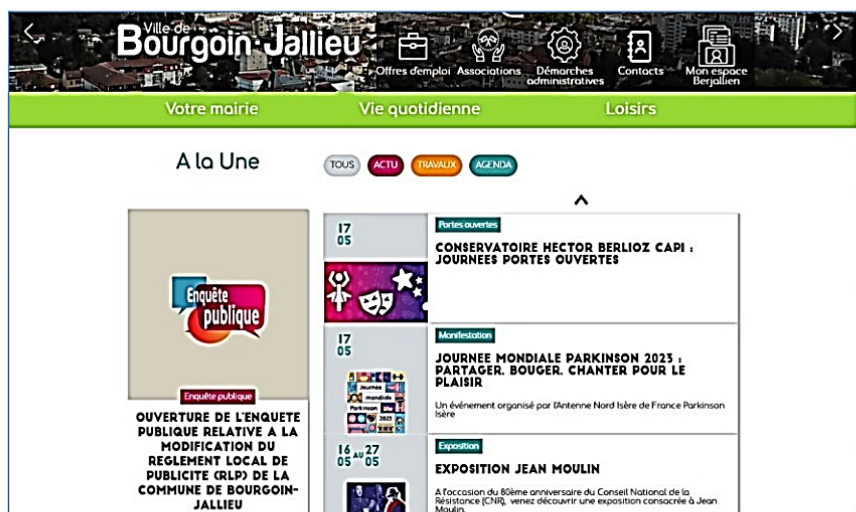 Ville de
Bourgoin-Jallieu
Offres d'emploi
Associations
Démarches
administratives
Contacts
Mon espace
Berjallien
Votre mairie
Vie quotidienne
Loisirs
A la Une
TOUS
ACTU
TRAVAUX
AGENDA
Enquête
publique
Enquête publique
OUVERTURE DE L'ENQUETE
PUBLIQUE RELATIVE A LA
MODIFICATION DU
REGLEMENT LOCAL DE
PUBLICITE (RLP) DE LA
COMMUNE DE BOURGOIN-
JALLIEU
17
05
Portes ouvertes
CONSERVATOIRE HECTOR BERLIOZ CAPI :
JOURNEES PORTES OUVERTES
17
05
Journée
mondiale
Parkinson
2023
Manifestation
JOURNEE MONDIALE PARKINSON 2023 :
PARTAGER, BOUGER, CHANTER POUR LE
PLAISIR
Un événement organisé par l'Antenne Nord Isère de France Parkinson
Isère
16 AU 27
05 05
Exposition
EXPOSITION JEAN MOULIN
A l'occasion du 80ème anniversaire du Conseil National de la
Résistance (CNR), venez découvrir une exposition consacrée à Jean
Moulin.